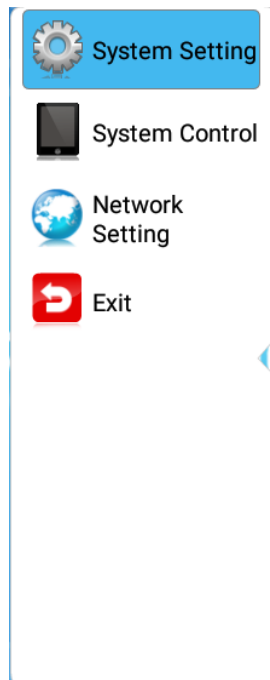 System Setting
System Control
Network
Setting
Exit